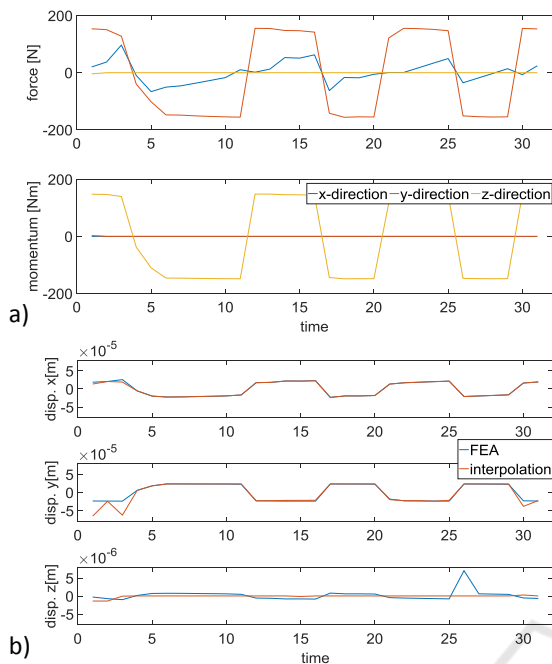 200
0
-200
force [N]
0 5 10 15 20 25 30
200
0
-200
momentum [Nm]
x-direction y-direction z-direction
0 5 10 15 20 25 30
time
a)
×10⁻⁵
5
0
-5
disp. x[m]
0 5 10 15 20 25 30
×10⁻⁵
5
0
-5
disp. y[m]
FEA
interpolation
0 5 10 15 20 25 30
×10⁻⁶
5
0
-5
disp. z[m]
0 5 10 15 20 25 30
time
b)